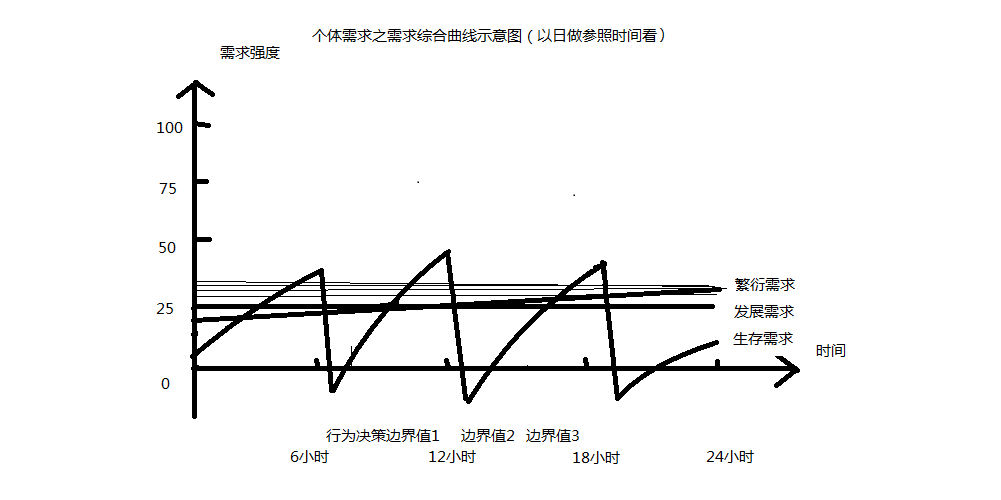 个体需求之需求综合曲线示意图（以日做参照时间看）
需求强度
100
75
50
25
0
繁衍需求
发展需求
生存需求
时间
行为决策边界值1 边界值2 边界值3
6小时 12小时 18小时 24小时